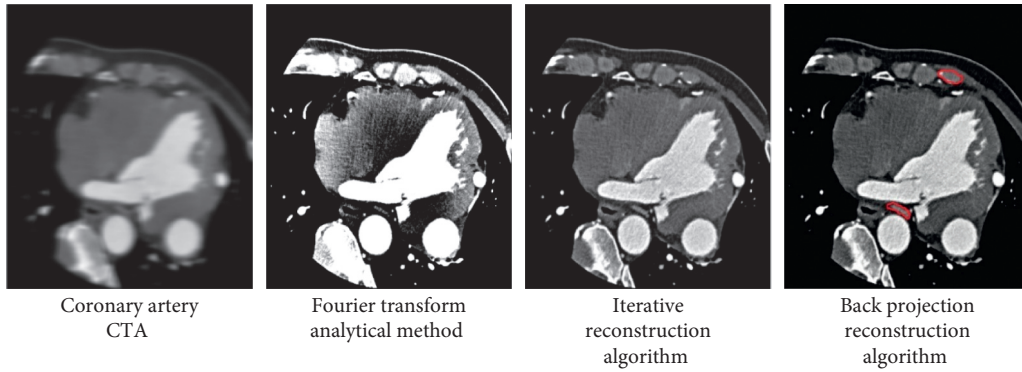 Coronary artery
CTA
Fourier transform
analytical method
Iterative
reconstruction
algorithm
Back projection
reconstruction
algorithm